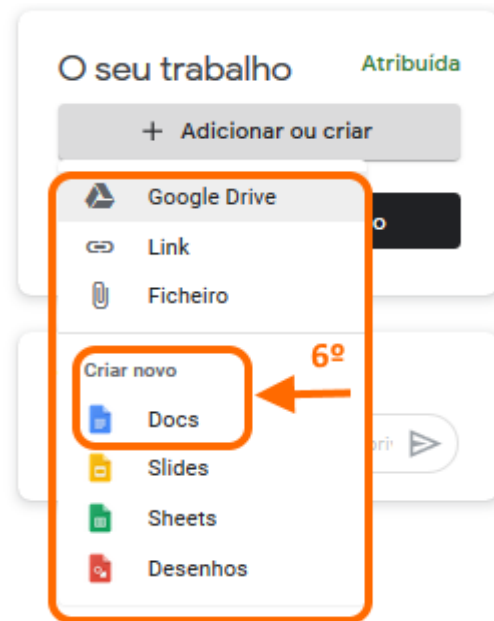 O seu trabalho Atribuída
+ Adicionar ou criar
Google Drive
o
Link
Ficheiro
6º
Criar novo
Docs
Slides
Sheets
Desenhos